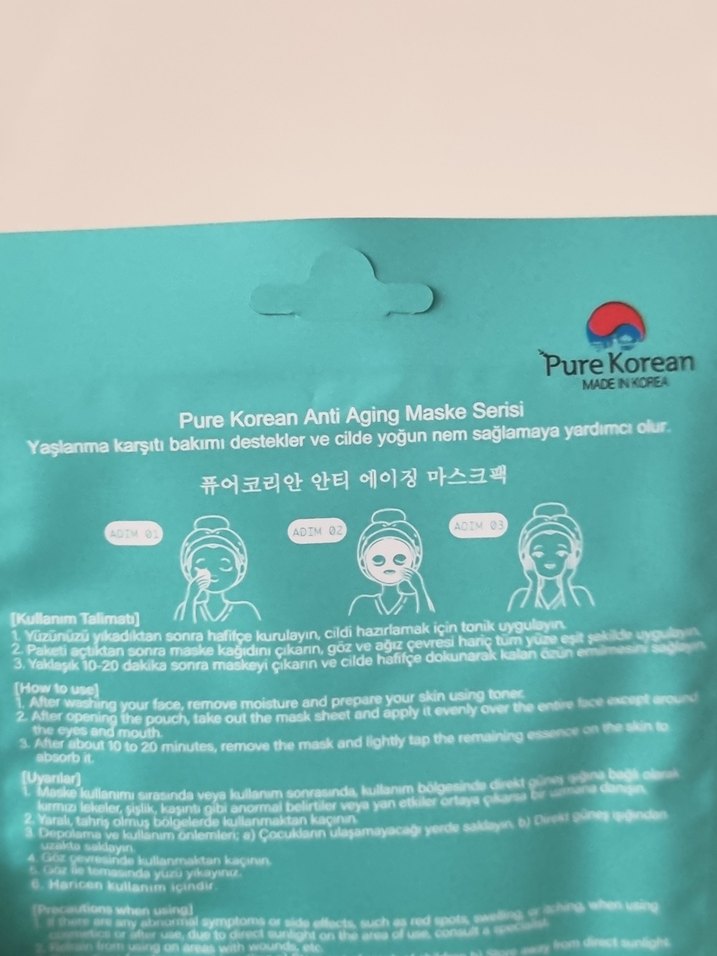 Pure Korean
MADE IN KOREA
Pure Korean Anti Aging Maske Serisi
Yaşlanma karşıtı bakımı destekler ve cilde yoğun nem sağlamaya yardımcı olur.
퓨어코리안 안티 에이징 마스크팩
ADIM 01
ADIM 02
ADIM 03
[Kullanım Talimatı]
1. Yüzünüzü yıkadıktan sonra hafifçe kurulayın, cildi hazırlamak için tonik uygulayın.
2. Paketi açtıktan sonra maske kağıdını çıkarın, göz ve ağız çevresi hariç tüm yüze eşit şekilde uygulayın.
3. Yaklaşık 10-20 dakika sonra maskeyi çıkarın ve cilde hafifçe dokunarak kalan özün emilmesini sağlayın.
[How to use]
1. After washing your face, remove moisture and prepare your skin using toner.
2. After opening the pouch, take out the mask sheet and apply it evenly over the entire face except around
the eyes and mouth.
3. After about 10 to 20 minutes, remove the mask and lightly tap the remaining essence on the skin to
absorb it.
[Uyarılar]
1. Maske kullanımı sırasında veya kullanım sonrasında, kullanım bölgesinde direkt güneş ışığına bağlı olarak
kırmızı lekeler, şişlik, kaşıntı gibi anormal belirtiler veya yan etkiler ortaya çıkarsa bir uzmana danışın.
2. Yaralı, tahriş olmuş bölgelerde kullanmaktan kaçının.
3. Depolama ve kullanım önlemleri; a) Çocukların ulaşamayacağı yerde saklayın. b) Direkt güneş ışığından
uzakta saklayın.
4. Göz çevresinde kullanmaktan kaçının.
5. Göz ile temasında yüzü yıkayınız.
6. Haricen kullanım içindir.
[Precautions when using]
1. If there are any abnormal symptoms or side effects, such as red spots, swelling, or itching, when using
cosmetics or after use, due to direct sunlight on the area of use, consult a specialist.
2. Refrain from using on areas with wounds, etc.
away from direct sunlight.